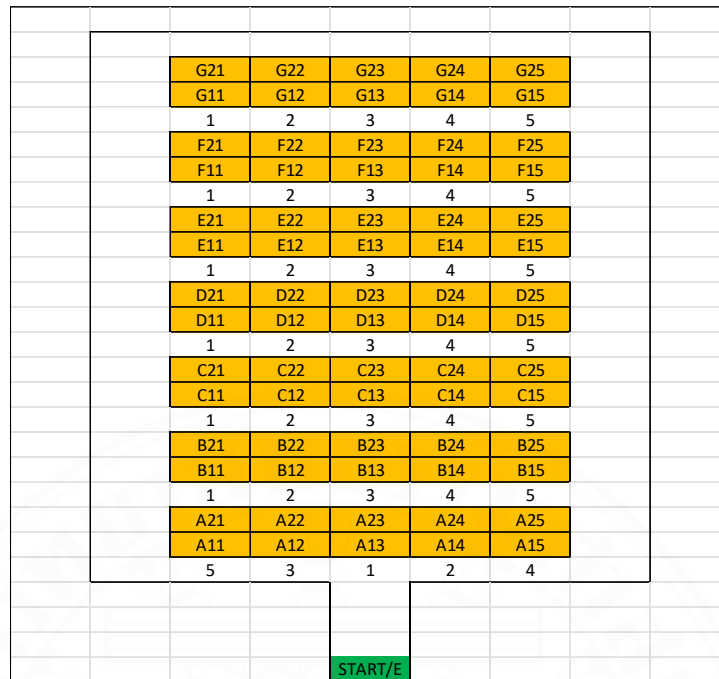 G21 G22 G23 G24 G25
G11 G12 G13 G14 G15
1 2 3 4 5
F21 F22 F23 F24 F25
F11 F12 F13 F14 F15
1 2 3 4 5
E21 E22 E23 E24 E25
E11 E12 E13 E14 E15
1 2 3 4 5
D21 D22 D23 D24 D25
D11 D12 D13 D14 D15
1 2 3 4 5
C21 C22 C23 C24 C25
C11 C12 C13 C14 C15
1 2 3 4 5
B21 B22 B23 B24 B25
B11 B12 B13 B14 B15
1 2 3 4 5
A21 A22 A23 A24 A25
A11 A12 A13 A14 A15
5 3 1 2 4
START/E